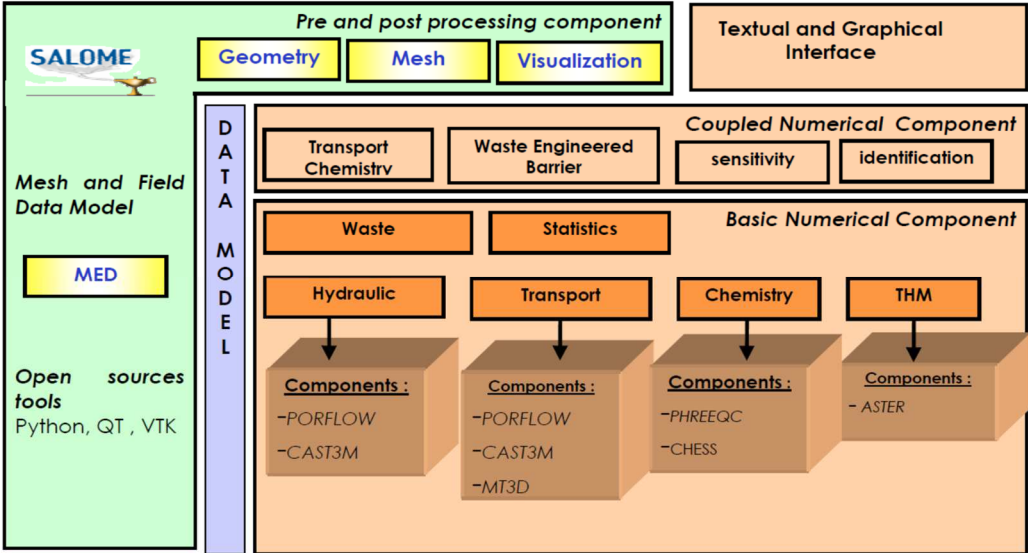 Pre and post processing component
SALOME
Geometry
Mesh
Visualization
Textual and Graphical
Interface
Mesh and Field
Data Model
MED
Open sources
tools
Python, QT , VTK
DATA MODEL
Coupled Numerical Component
Transport
Chemistry
Waste Engineered
Barrier
sensitivity
identification
Basic Numerical Component
Waste
Statistics
Hydraulic
Transport
Chemistry
THM
Components :
-PORFLOW
-CAST3M
Components :
-PORFLOW
-CAST3M
-MT3D
Components :
-PHREEQC
-CHESS
Components :
- ASTER